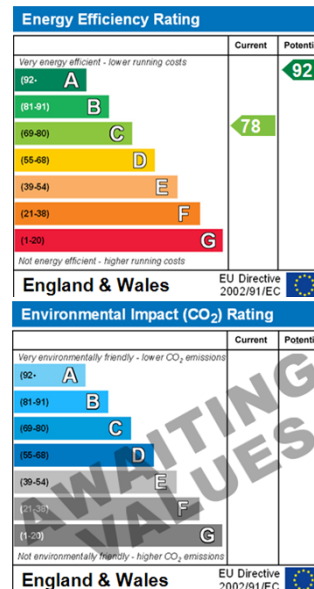 Energy Efficiency Rating
Current Potenti
Very energy efficient - lower running costs
(92- A
(81-91) B
(69-80) C
(55-68) D
(39-54) E
(21-38) F
(1-20) G
78
92
Not energy efficient - higher running costs
England & Wales
EU Directive
2002/91/EC
Environmental Impact (CO₂) Rating
Current Potenti
Very environmentally friendly - lower CO₂ emissions
(92- A
(81-91) B
(69-80) C
(55-68) D
(39-54) E
(21-38) F
(1-20) G
AWAITING
VALUES
Not environmentally friendly - higher CO₂ emissions
England & Wales
EU Directive
2002/91/EC